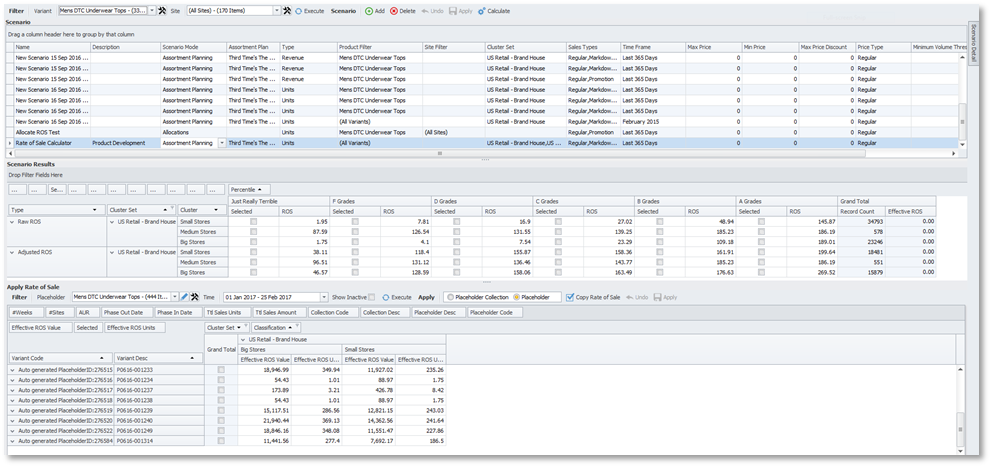 Filter Variant Mens DTC Underwear Tops - (33... Site (All Sites) - (170 Items) Execute Scenario Add Delete Undo Apply Calculate
Scenario
Drag a column header here to group by that column
Name Description Scenario Mode Assortment Plan Type Product Filter Site Filter Cluster Set Sales Types Time Frame Max Price Min Price Max Price Discount Price Type Minimum Volume Thres
New Scenario 15 Sep 2016 ... Assortment Planning Third Time's The ... Revenue Mens DTC Underwear Tops US Retail - Brand House Regular,Markdow... Last 365 Days 0 0 0 Regular
New Scenario 15 Sep 2016 ... Assortment Planning Third Time's The ... Revenue Mens DTC Underwear Tops US Retail - Brand House Regular,Markdow... Last 365 Days 0 0 0 Regular
New Scenario 15 Sep 2016 ... Assortment Planning Third Time's The ... Revenue Mens DTC Underwear Tops US Retail - Brand House Regular,Promotion Last 365 Days 0 0 0 Regular
New Scenario 16 Sep 2016 ... Assortment Planning Third Time's The ... Units Mens DTC Underwear Tops US Retail - Brand House Regular,Markdow... Last 365 Days 0 0 0 Regular
New Scenario 16 Sep 2016 ... Assortment Planning Third Time's The ... Units Mens DTC Underwear Tops US Retail - Brand House Regular,Markdow... Last 365 Days 0 0 0 Regular
New Scenario 16 Sep 2016 ... Assortment Planning Third Time's The ... Units (All Variants) US Retail - Brand House Regular,Markdow... February 2015 0 0 0 Regular
Allocate ROS Test Allocations Units Mens DTC Underwear Tops (All Sites) Regular,Promotion Last 365 Days 0 0 0 Regular
Rate of Sale Calculator Product Development Assortment Planning Third Time's The ... Units (All Variants) US Retail - Brand House,US ... Regular,Markdow... Last 365 Days 0 0 0 Regular
Scenario Detail
Scenario Results
Drop Filter Fields Here
... ... Se... ... ... ... ... ... ... ... ... Percentile
Just Really Terrible F Grades D Grades C Grades B Grades A Grades Grand Total
Type Cluster Set Cluster Selected ROS Selected ROS Selected ROS Selected ROS Selected ROS Selected ROS Record Count Effective ROS
Raw ROS US Retail - Brand House Small Stores 1.95 7.81 16.9 27.02 48.94 145.87 34793 0.00
Medium Stores 87.59 126.54 131.55 139.25 185.23 186.19 578 0.00
Big Stores 1.75 4.1 7.54 23.29 109.18 189.01 23246 0.00
Adjusted ROS US Retail - Brand House Small Stores 38.11 118.4 155.87 158.36 161.91 199.64 18481 0.00
Medium Stores 96.51 131.12 136.46 143.77 185.23 186.19 551 0.00
Big Stores 46.57 128.59 158.06 163.49 176.63 269.52 15879 0.00
Apply Rate of Sale
Filter Placeholder Mens DTC Underwear Tops - (444 It... Time 01 Jan 2017 - 25 Feb 2017 Show Inactive Execute Apply Placeholder Collection Placeholder Copy Rate of Sale Undo Apply
#Weeks #Sites AUR Phase Out Date Phase In Date Ttl Sales Units Ttl Sales Amount Collection Code Collection Desc Placeholder Desc Placeholder Code
Effective ROS Value Selected Effective ROS Units Cluster Set Classification
US Retail - Brand House
Grand Total Big Stores Small Stores
Variant Code Variant Desc Effective ROS Value Effective ROS U... Effective ROS Value Effective ROS U...
Auto generated PlaceholderID:276515 P0616-001233 18,946.99 349.94 11,927.02 235.26
Auto generated PlaceholderID:276516 P0616-001234 54.43 1.01 88.97 1.75
Auto generated PlaceholderID:276517 P0616-001237 173.89 3.21 426.78 8.42
Auto generated PlaceholderID:276518 P0616-001238 54.43 1.01 88.97 1.75
Auto generated PlaceholderID:276519 P0616-001239 15,117.51 286.56 12,821.15 243.03
Auto generated PlaceholderID:276520 P0616-001240 21,940.44 369.13 14,362.56 241.64
Auto generated PlaceholderID:276522 P0616-001249 18,846.16 348.08 11,551.47 227.86
Auto generated PlaceholderID:276584 P0616-001314 11,441.56 277.4 7,692.17 186.5